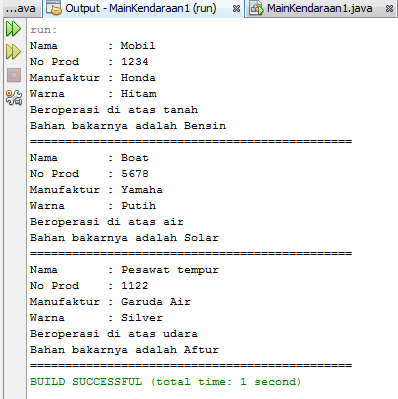 ...ava Output - MainKendaraan1 (run) MainKendaraan1.java
run:
Nama : Mobil
No Prod : 1234
Manufaktur : Honda
Warna : Hitam
Beroperasi di atas tanah
Bahan bakarnya adalah Bensin
==============================================
Nama : Boat
No Prod : 5678
Manufaktur : Yamaha
Warna : Putih
Beroperasi di atas air
Bahan bakarnya adalah Solar
==============================================
Nama : Pesawat tempur
No Prod : 1122
Manufaktur : Garuda Air
Warna : Silver
Beroperasi di atas udara
Bahan bakarnya adalah Aftur
==============================================
BUILD SUCCESSFUL (total time: 1 second)